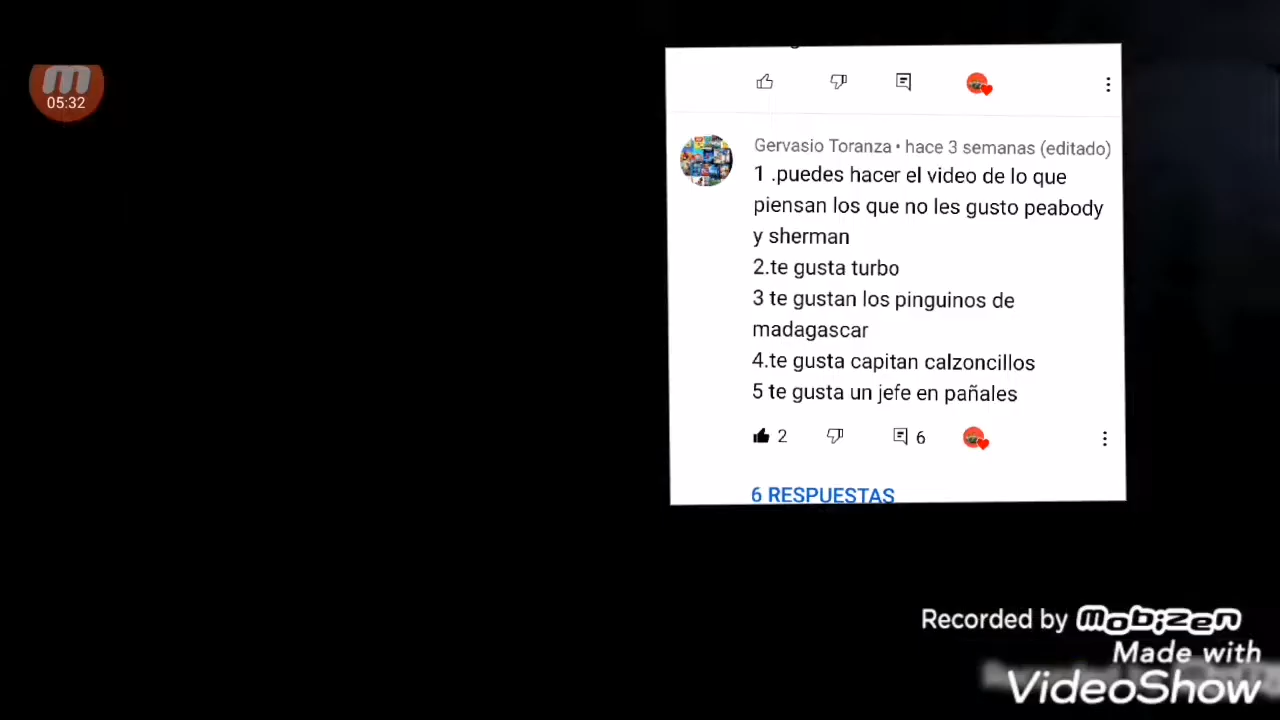 05:32
Gervasio Toranza • hace 3 semanas (editado)
1 .puedes hacer el video de lo que
piensan los que no les gusto peabody
y sherman
2.te gusta turbo
3 te gustan los pinguinos de
madagascar
4.te gusta capitan calzoncillos
5 te gusta un jefe en pañales
2
6
6 RESPUESTAS
Recorded by mobizen
Made with
VideoShow